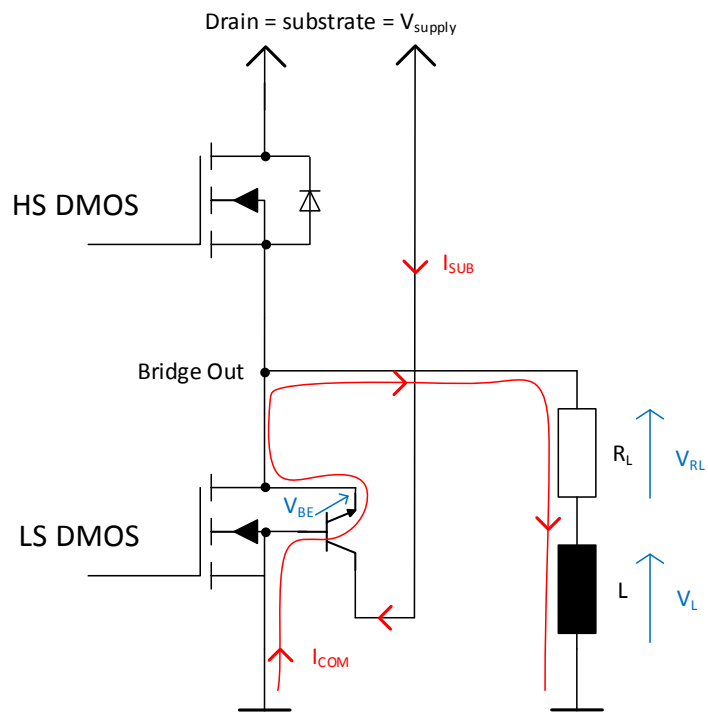 Drain = substrate = Vsupply
HS DMOS
ISUB
Bridge Out
RL
VRL
VBE
LS DMOS
L
VL
ICOM